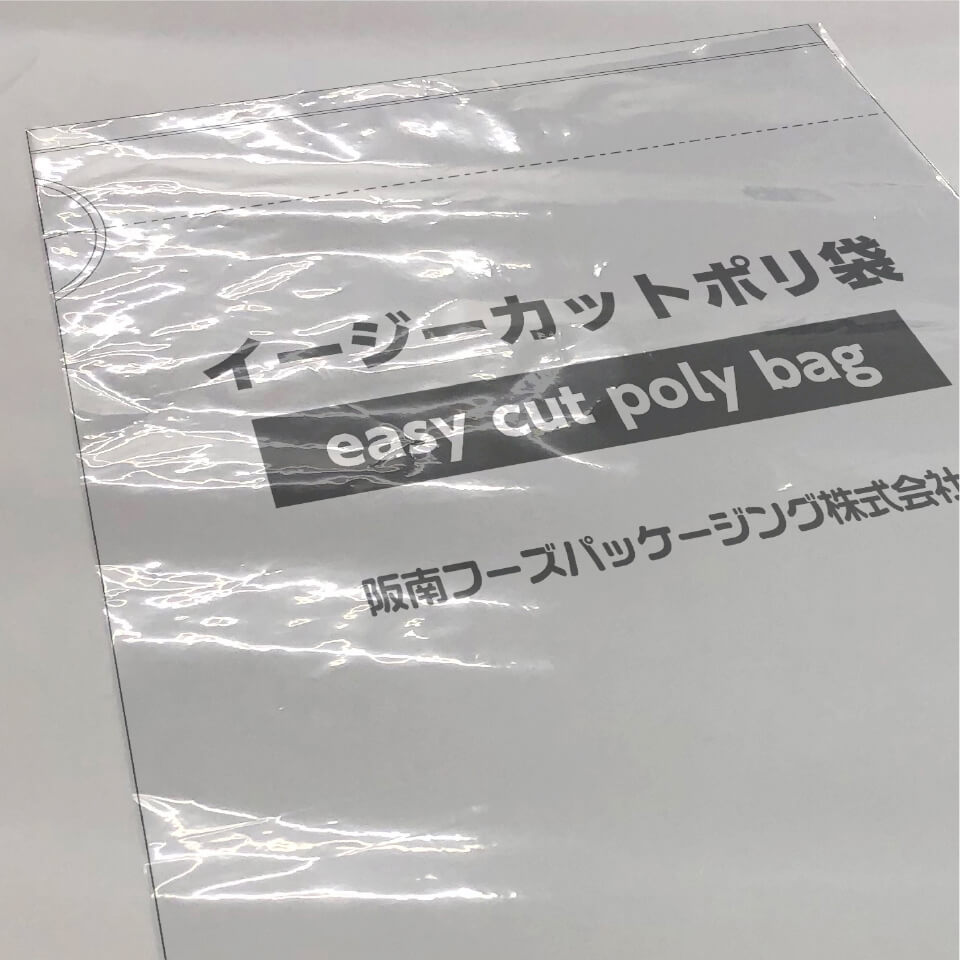 イージーカットポリ袋
easy cut poly bag
阪南フーズパッケージング株式会社